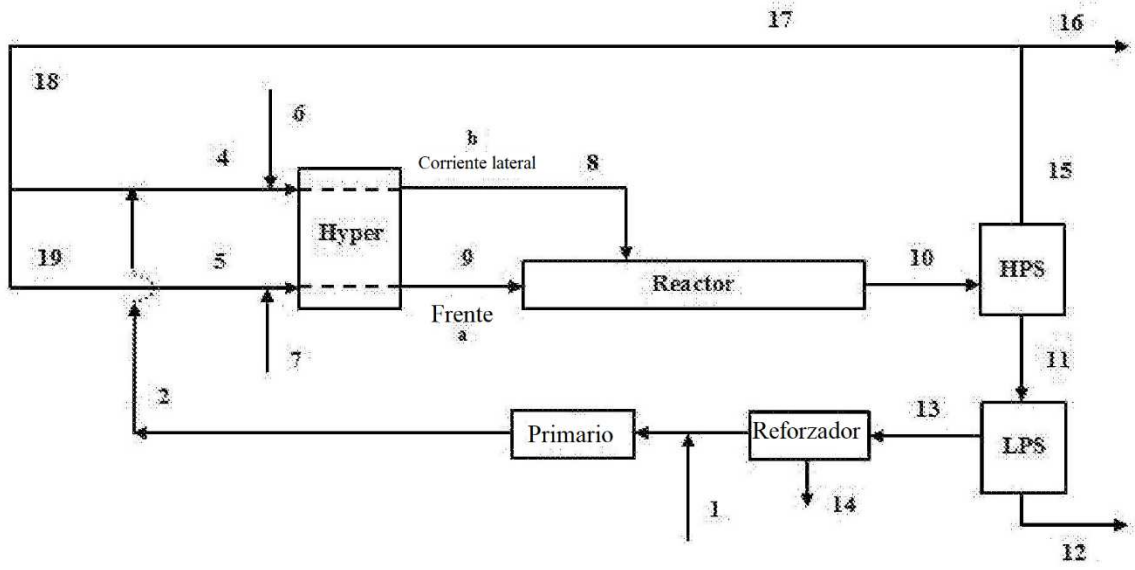 17
16
18
6
4
b
Corriente lateral
8
15
Hyper
19
5
9
Reactor
10
HPS
Frente
a
7
11
2
13
Primario
Reforzador
LPS
1
14
12